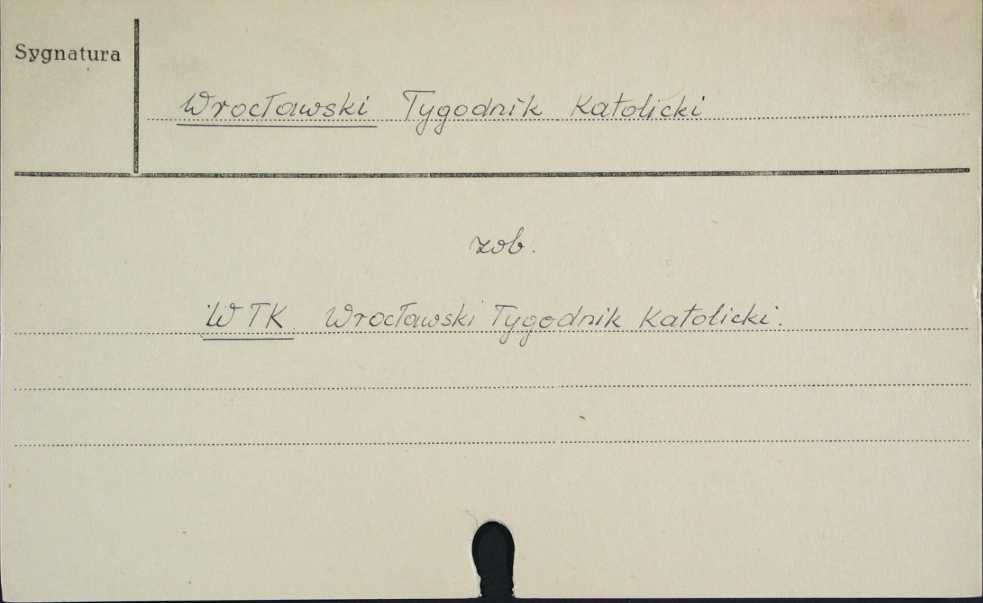 Sygnatura
Wrocławski Tygodnik Katolicki
zob.
WTK Wrocławski Tygodnik Katolicki.